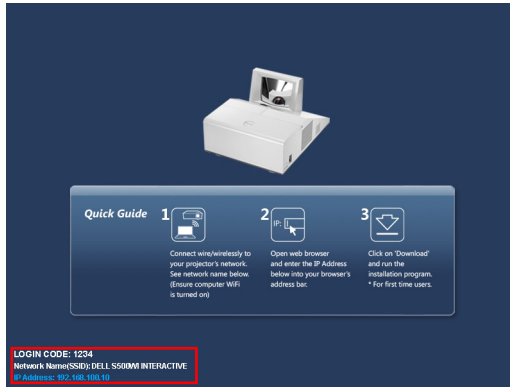 Quick Guide
1
2
3
IP:
Connect wire/wirelessly to
your projector's network.
See network name below.
(Ensure computer WiFi
is turned on)
Open web browser
and enter the IP Address
below into your browser's
address bar.
Click on 'Download'
and run the
installation program.
* For first time users.
LOGIN CODE: 1234
Network Name(SSID): DELL S500WI INTERACTIVE
IP Address: 192.168.100.10